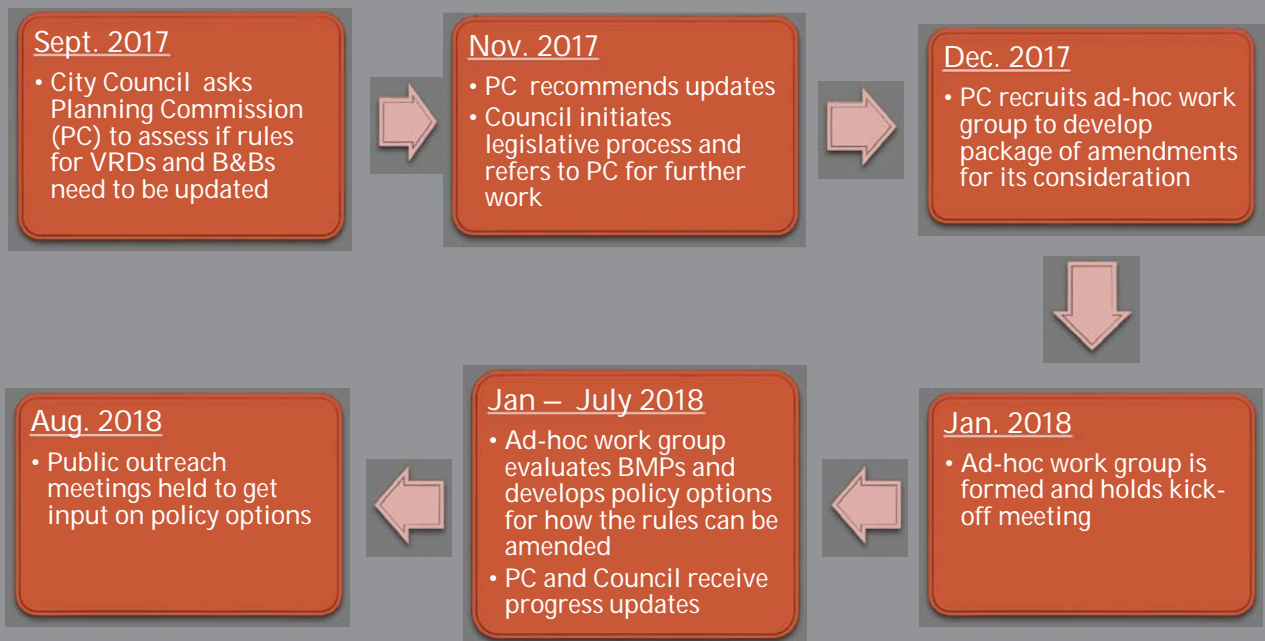 Sept. 2017
• City Council asks
Planning Commission
(PC) to assess if rules
for VRDs and B&Bs
need to be updated
Nov. 2017
• PC recommends updates
• Council initiates
legislative process and
refers to PC for further
work
Dec. 2017
• PC recruits ad-hoc work
group to develop
package of amendments
for its consideration
Jan. 2018
• Ad-hoc work group is
formed and holds kick-
off meeting
Jan – July 2018
• Ad-hoc work group
evaluates BMPs and
develops policy options
for how the rules can be
amended
• PC and Council receive
progress updates
Aug. 2018
• Public outreach
meetings held to get
input on policy options